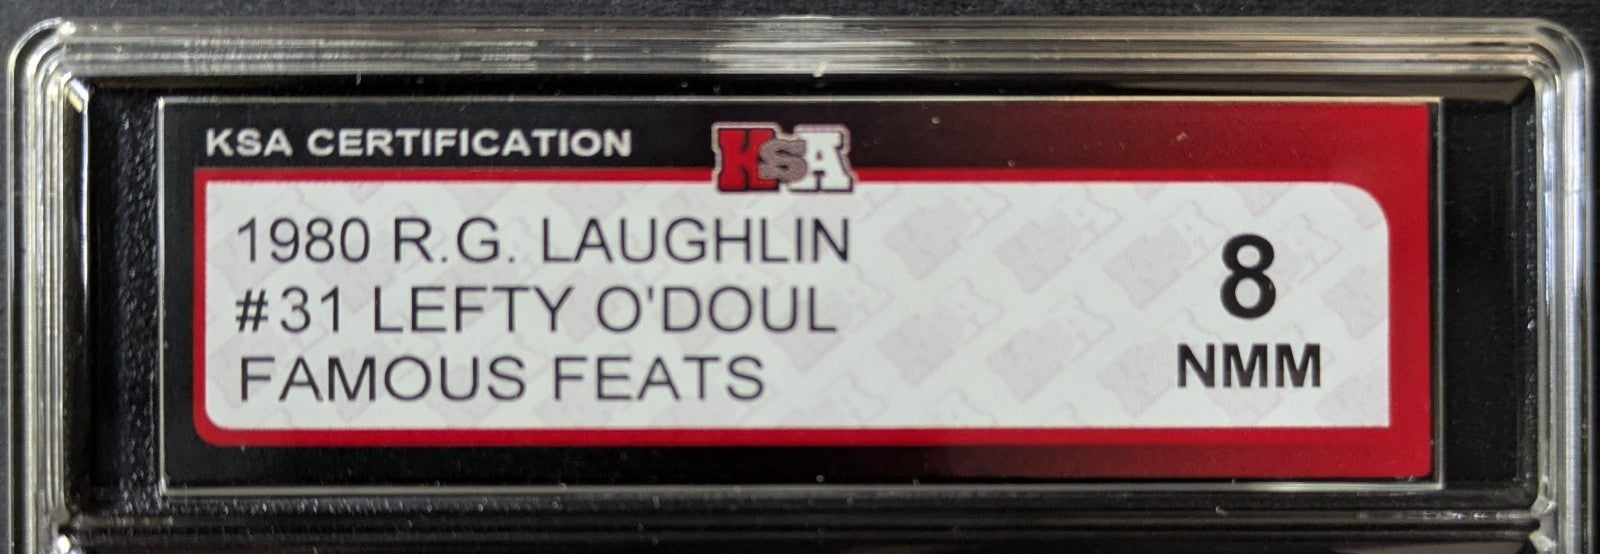 KSA CERTIFICATION
KSA
1980 R.G. LAUGHLIN
#31 LEFTY O'DOUL
FAMOUS FEATS
8
NMM